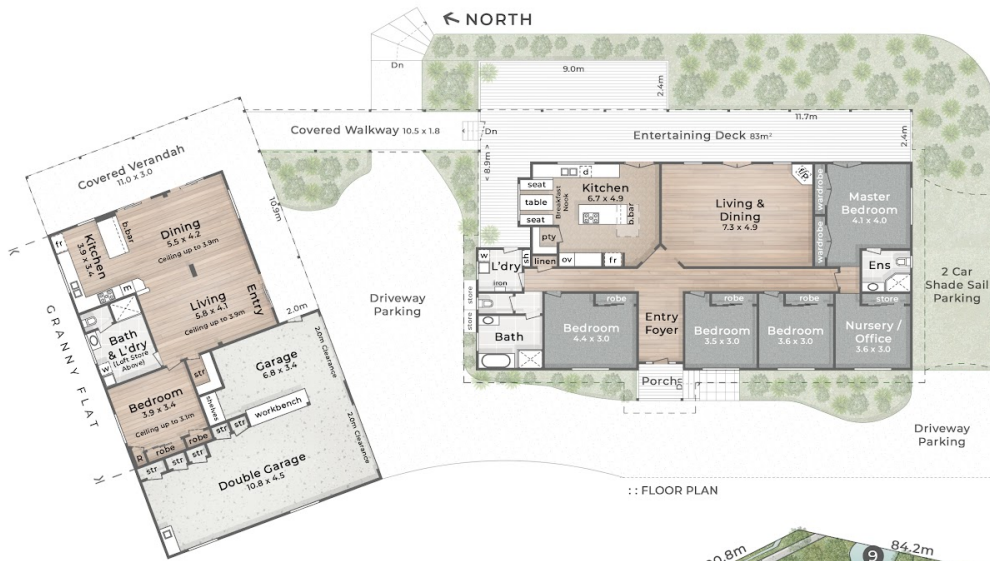 NORTH
Dn
9.0m
2.4m
11.7m
Covered Walkway 10.5 x 1.8
Dn
Entertaining Deck 83m²
2.4m
< 8.9m >
Covered Verandah
11.0 x 3.0
10.9m
fr
Kitchen
3.9 x 3.4
b.bar
Dining
5.5 x 4.2
Ceiling up to 3.9m
m
Living
5.8 x 4.1
Ceiling up to 3.9m
Entry
2.0m
GRANNY FLAT
Bath
& L'dry
(Loft Store
Above)
w
Bedroom
3.9 x 3.4
Ceiling up to 3.1m
R
robe
robe
str
shelves
str
str
str
str
str
workbench
Garage
6.8 x 3.4
2.0m Clearance
2.0m Clearance
Double Garage
10.8 x 4.5
Driveway
Parking
seat
table
seat
Breakfast
Nook
d
Kitchen
6.7 x 4.9
b.bar
pty
linen
ov
fr
Living &
Dining
7.3 x 4.9
f/p
wardrobe
wardrobe
Master
Bedroom
4.1 x 4.0
Ens
w
L'dry
sh
iron
store
store
Bath
robe
Bedroom
4.4 x 3.0
Entry
Foyer
robe
Bedroom
3.5 x 3.0
robe
Bedroom
3.6 x 3.0
store
Nursery /
Office
3.6 x 3.0
Porch
Dn
2 Car
Shade Sail
Parking
Driveway
Parking
:: FLOOR PLAN
0.8m
9
84.2m